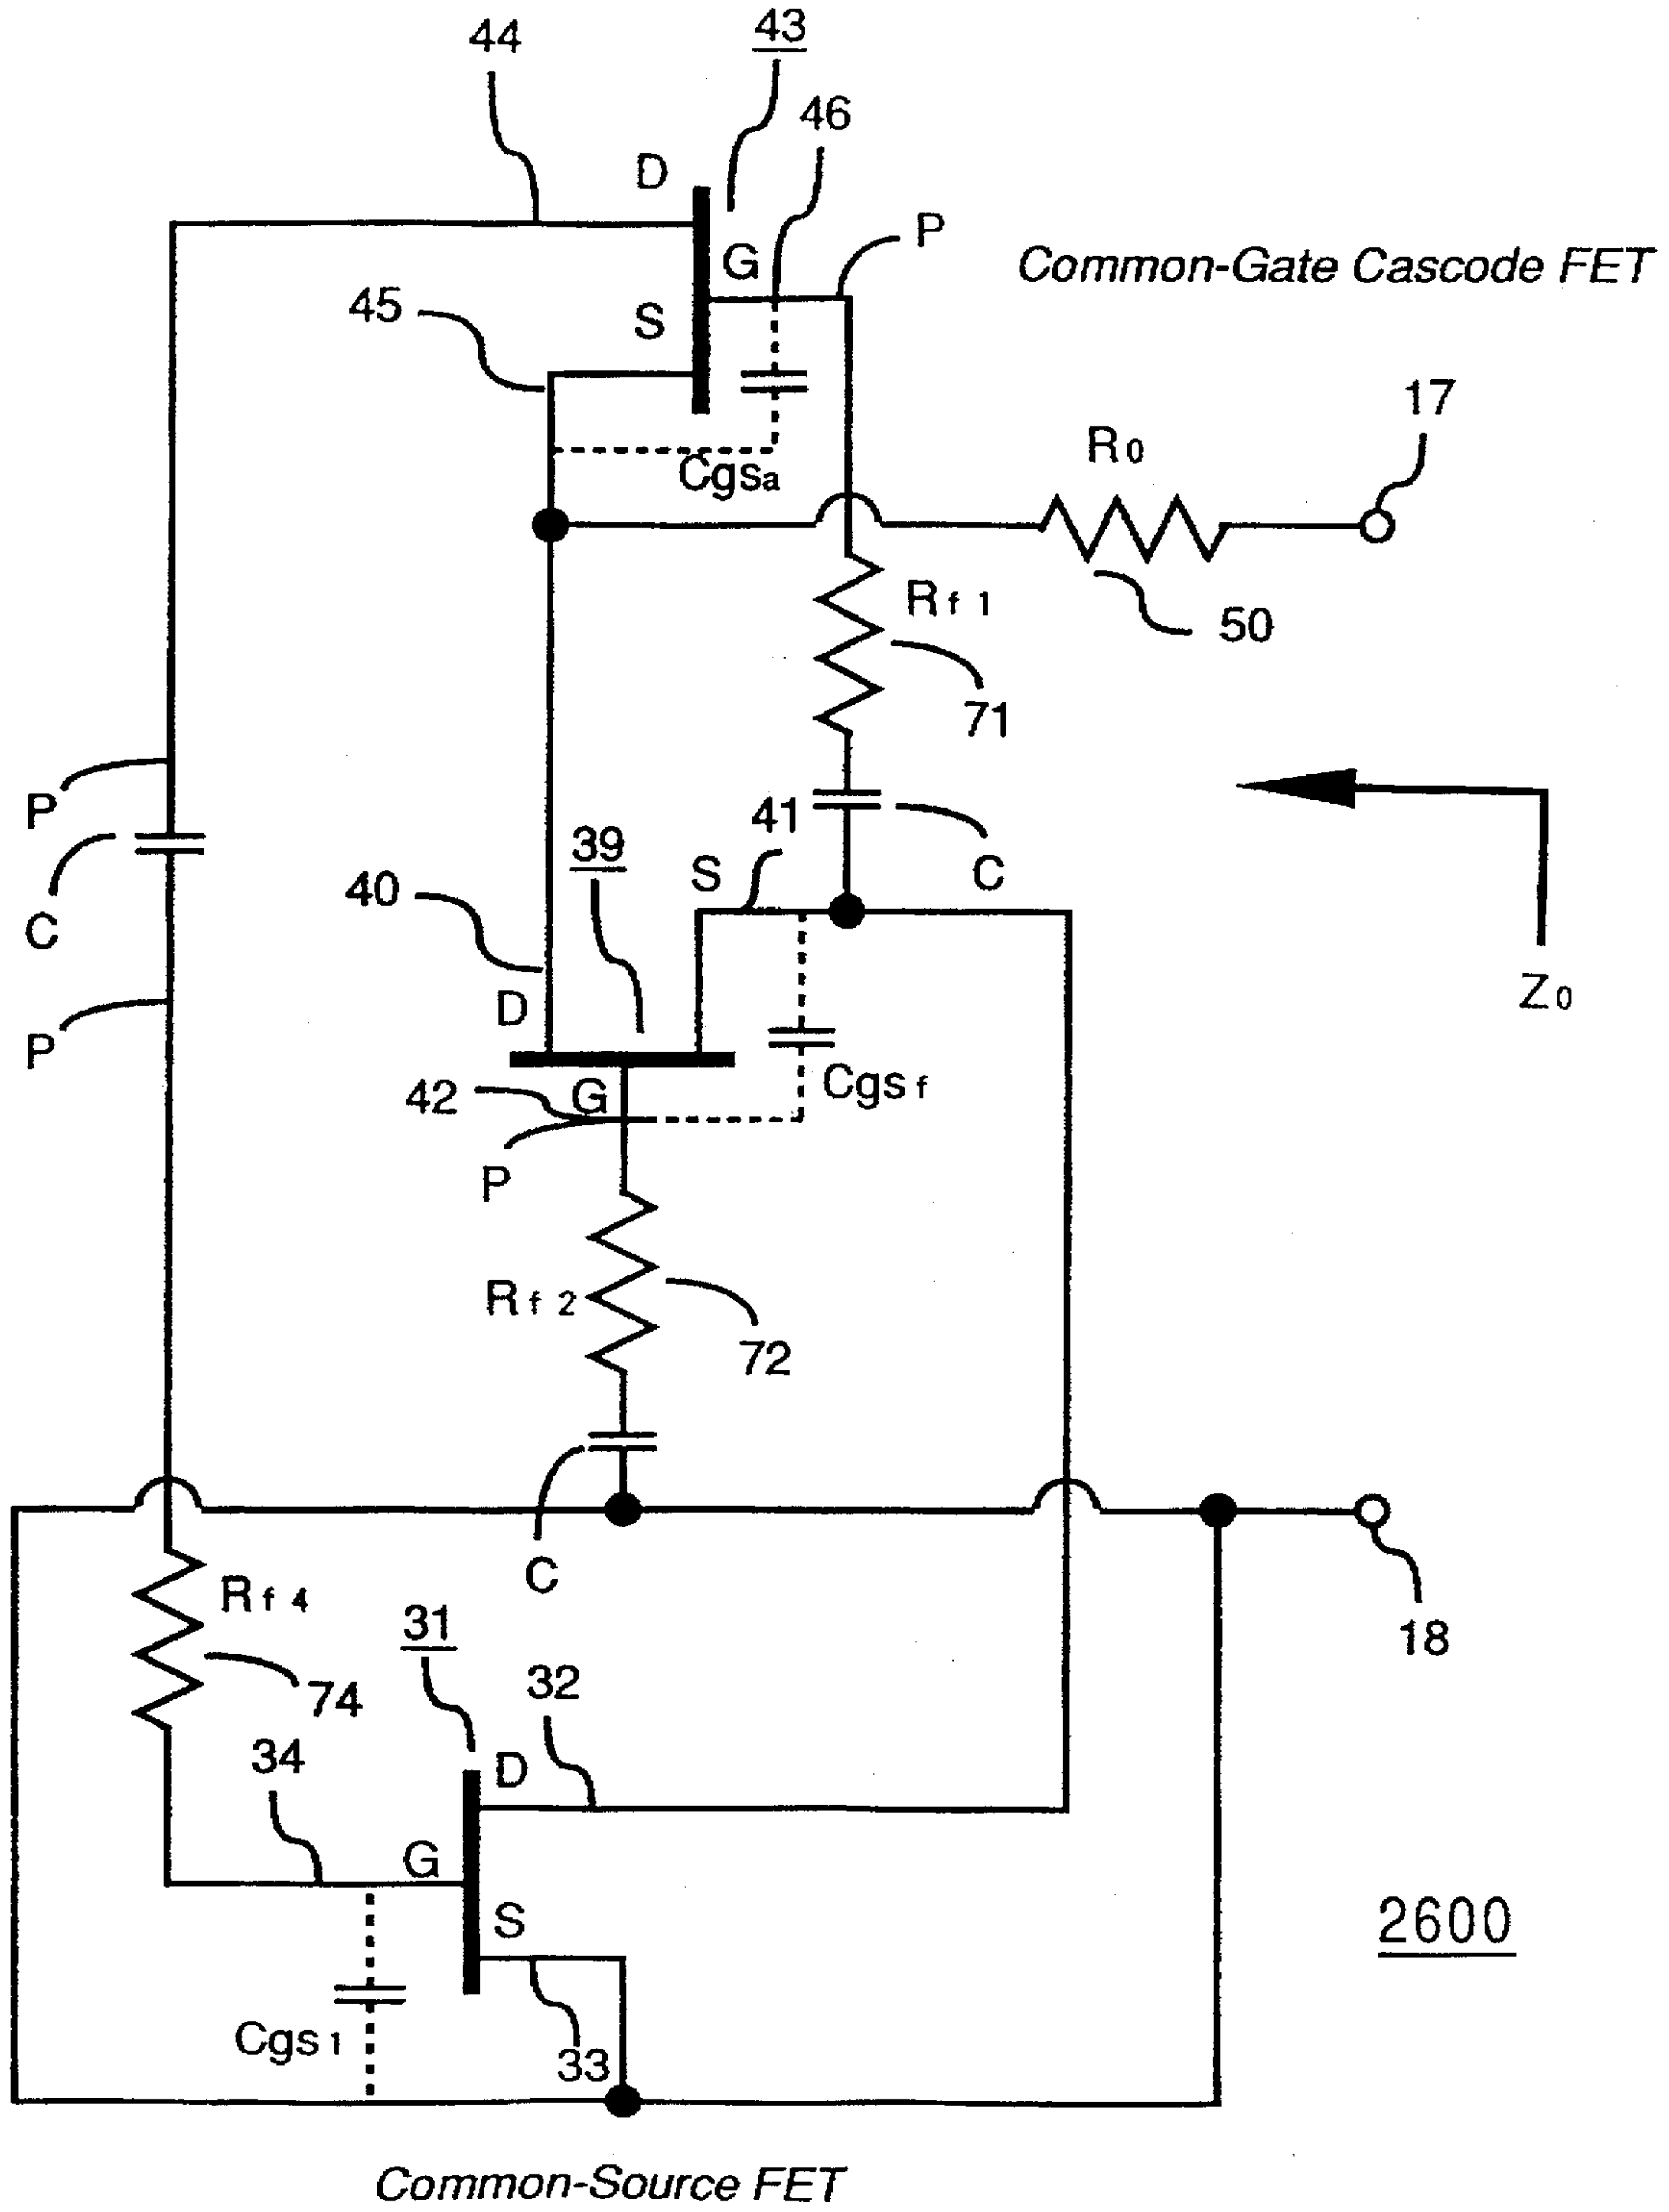 44
43
46
D
P
G
Common-Gate Cascode FET
45
S
17
R0
Cgsa
Rf1
50
71
P
41
39
S
C
40
C
D
Z0
P
Cgsf
42
G
P
Rf2
72
C
Rf4
31
18
32
74
34
D
G
S
2600
Cgs1
33
Common-Source FET